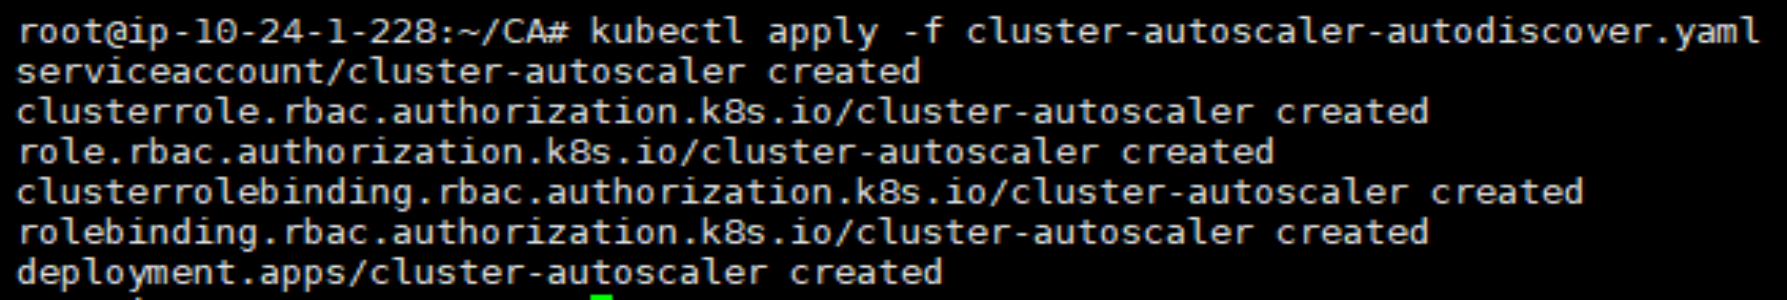 root@ip-10-24-1-228:~/CA# kubectl apply -f cluster-autoscaler-autodiscover.yaml
serviceaccount/cluster-autoscaler created
clusterrole.rbac.authorization.k8s.io/cluster-autoscaler created
role.rbac.authorization.k8s.io/cluster-autoscaler created
clusterrolebinding.rbac.authorization.k8s.io/cluster-autoscaler created
rolebinding.rbac.authorization.k8s.io/cluster-autoscaler created
deployment.apps/cluster-autoscaler created